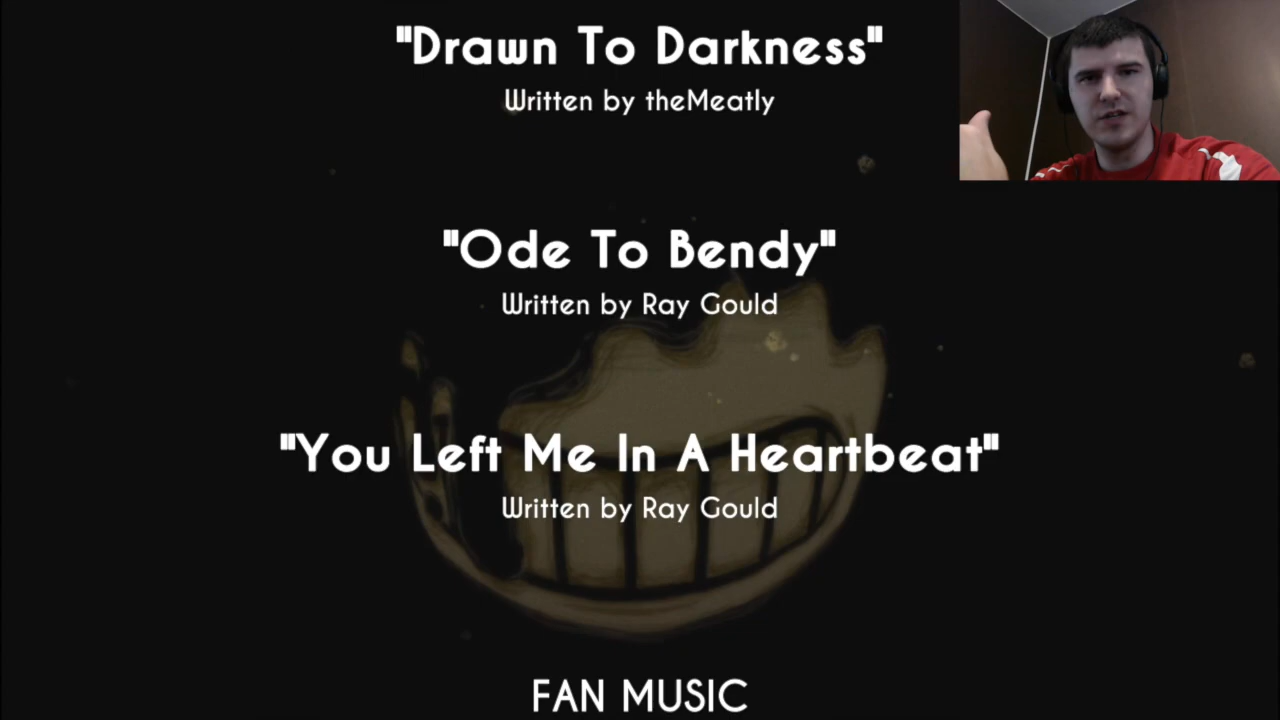 "Drawn To Darkness"
Written by theMeatly
"Ode To Bendy"
Written by Ray Gould
"You Left Me In A Heartbeat"
Written by Ray Gould
FAN MUSIC